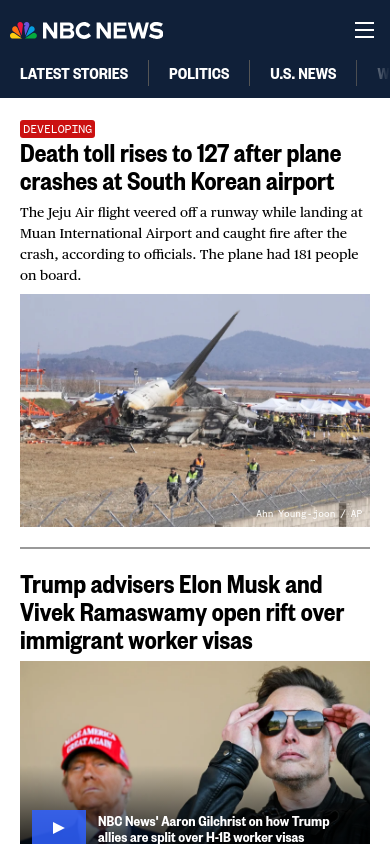 NBC NEWS
LATEST STORIES
POLITICS
U.S. NEWS
DEVELOPING
Death toll rises to 127 after plane
crashes at South Korean airport
The Jeju Air flight veered off a runway while landing at
Muan International Airport and caught fire after the
crash, according to officials. The plane had 181 people
on board.
Ahn Young-joon / AP
Trump advisers Elon Musk and
Vivek Ramaswamy open rift over
immigrant worker visas
MAKE AMERICA
GREAT AGAIN
NBC News' Aaron Gilchrist on how Trump
allies are split over H-1B worker visas